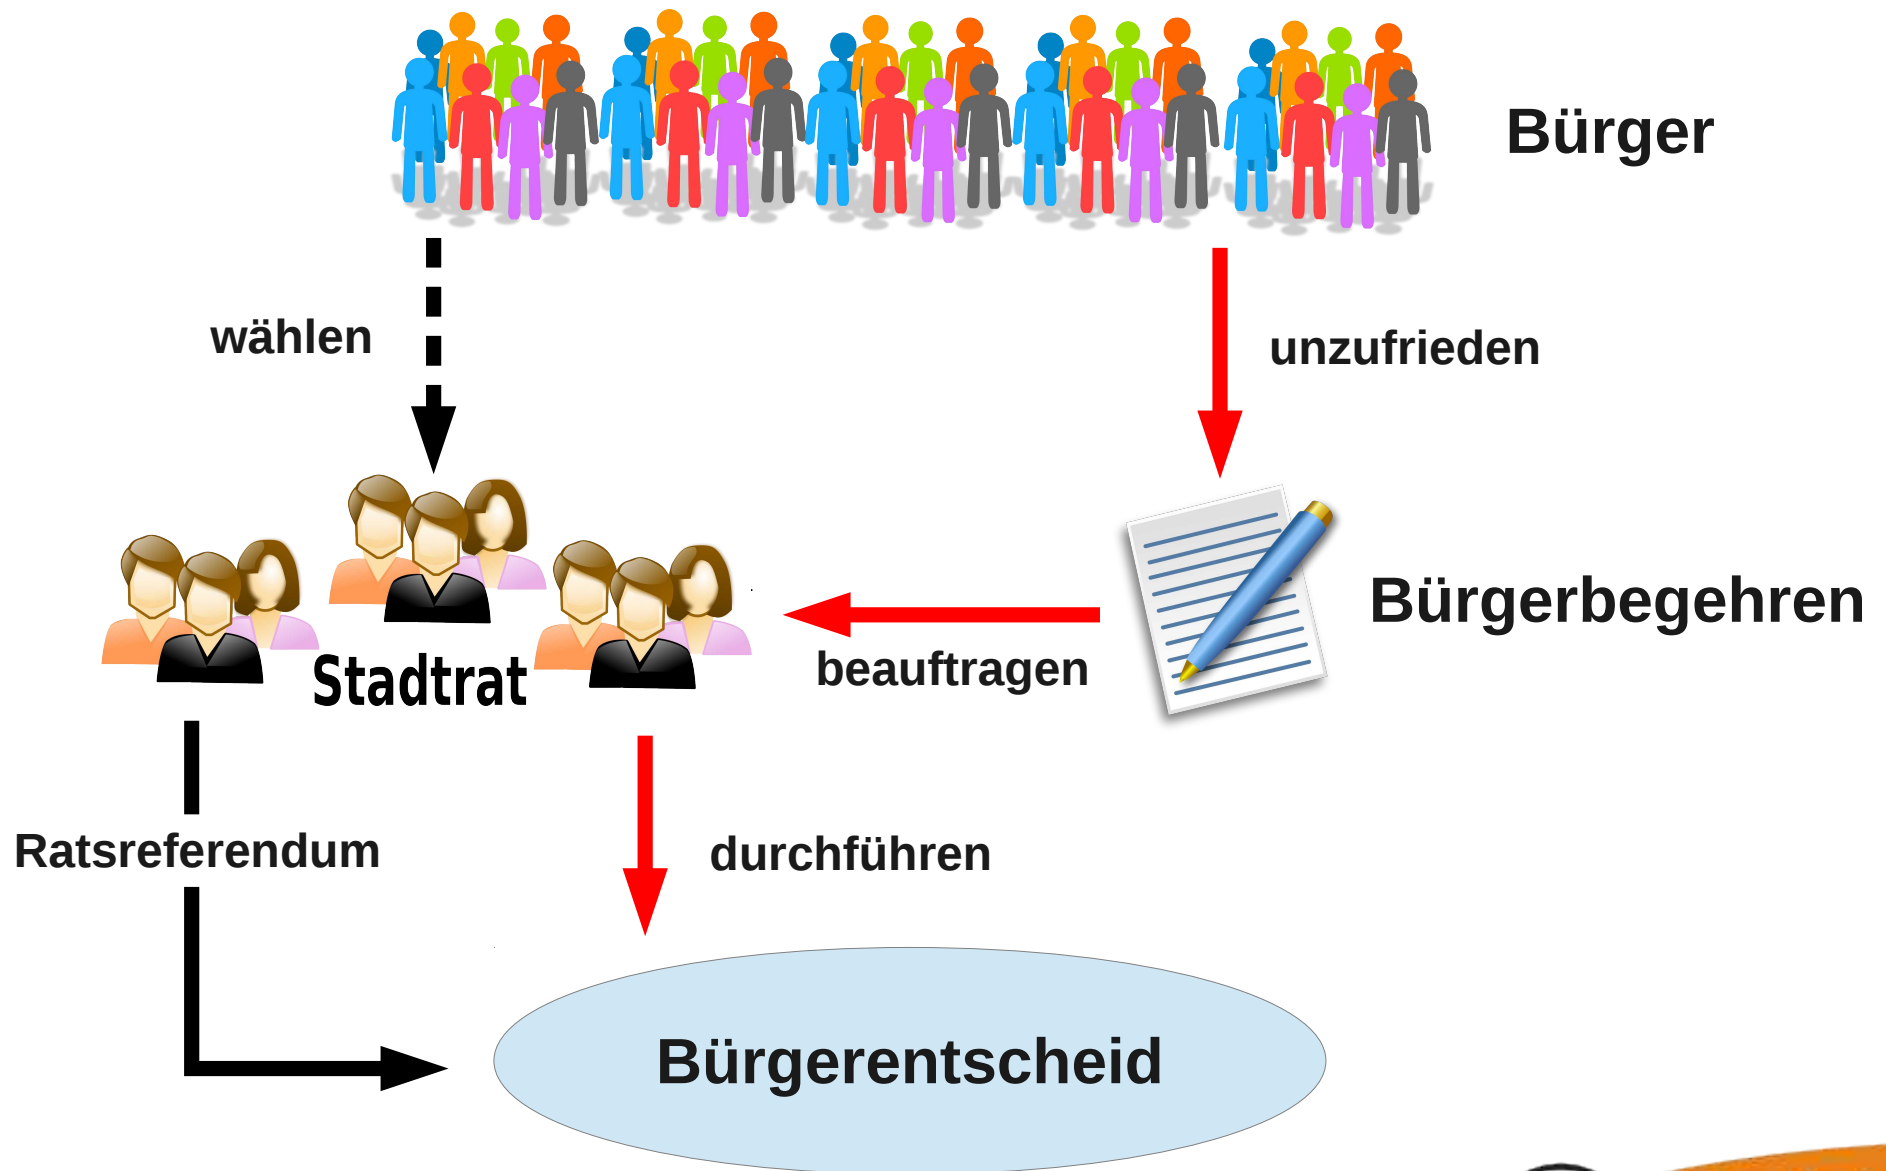 Bürger
wählen
unzufrieden
Bürgerbegehren
beauftragen
Stadtrat
Ratsreferendum
durchführen
Bürgerentscheid